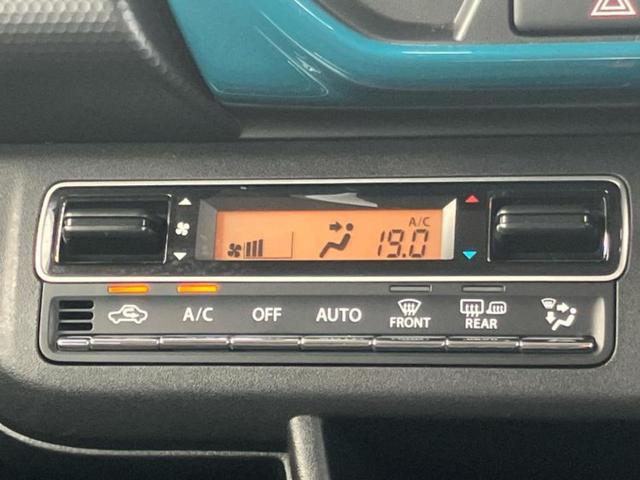 A/C
19.0
A/C OFF AUTO FRONT REAR